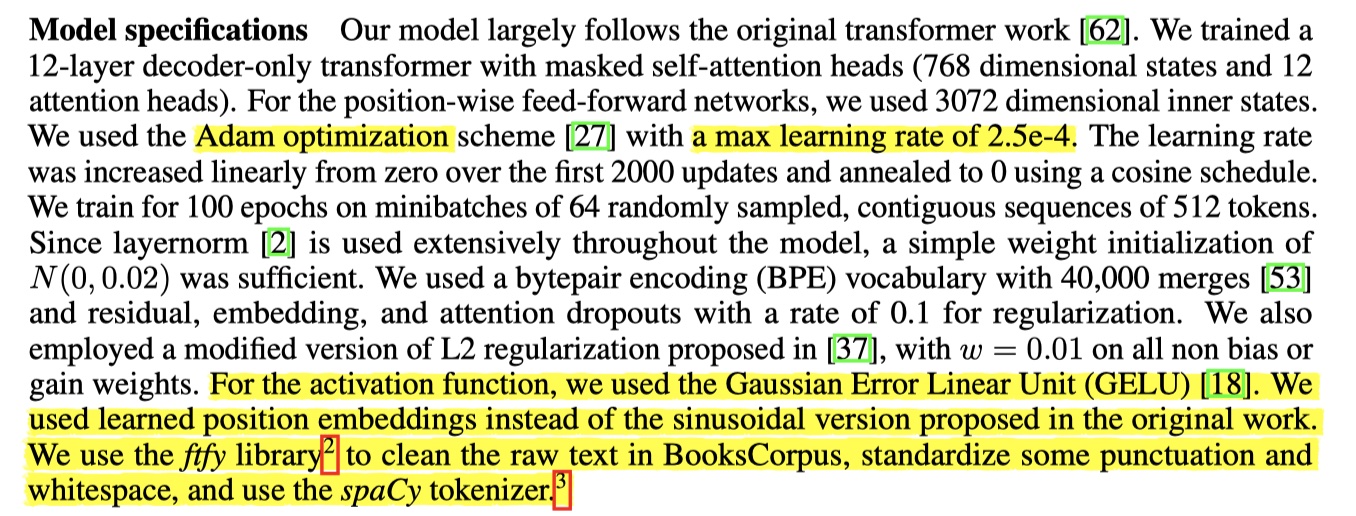 Model specifications Our model largely follows the original transformer work [62]. We trained a
12-layer decoder-only transformer with masked self-attention heads (768 dimensional states and 12
attention heads). For the position-wise feed-forward networks, we used 3072 dimensional inner states.
We used the Adam optimization scheme [27] with a max learning rate of 2.5e-4. The learning rate
was increased linearly from zero over the first 2000 updates and annealed to 0 using a cosine schedule.
We train for 100 epochs on minibatches of 64 randomly sampled, contiguous sequences of 512 tokens.
Since layernorm [2] is used extensively throughout the model, a simple weight initialization of
N(0, 0.02) was sufficient. We used a bytepair encoding (BPE) vocabulary with 40,000 merges [53]
and residual, embedding, and attention dropouts with a rate of 0.1 for regularization. We also
employed a modified version of L2 regularization proposed in [37], with w = 0.01 on all non bias or
gain weights. For the activation function, we used the Gaussian Error Linear Unit (GELU) [18]. We
used learned position embeddings instead of the sinusoidal version proposed in the original work.
We use the ftfy library2 to clean the raw text in BooksCorpus, standardize some punctuation and
whitespace, and use the spaCy tokenizer.3